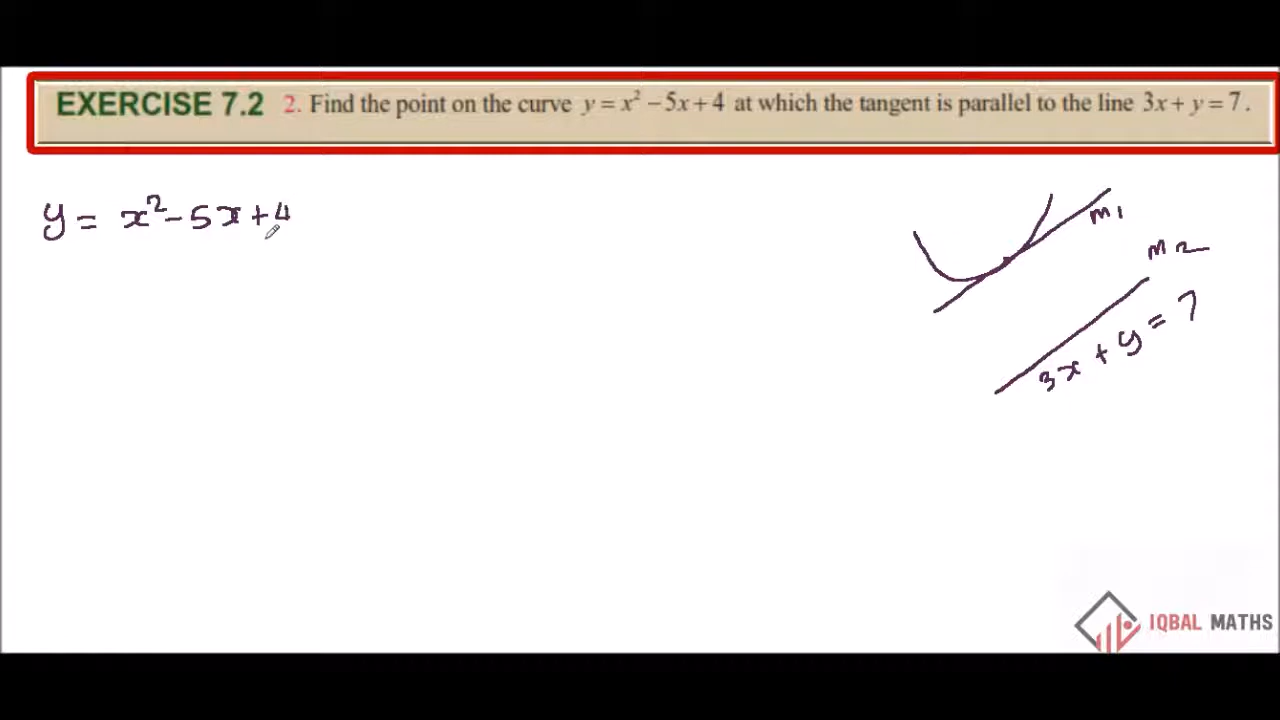 EXERCISE 7.2 2. Find the point on the curve y = x² − 5x + 4 at which the tangent is parallel to the line 3x + y = 7.
y = x² − 5x + 4
m1
m2
3x + y = 7
IQBAL MATHS